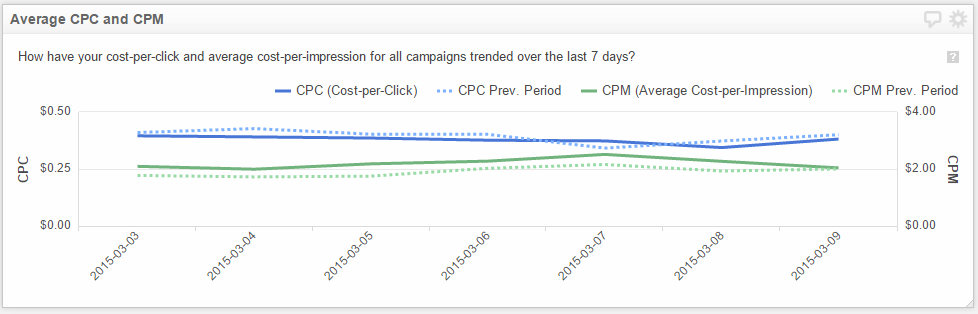 Average CPC and CPM
How have your cost-per-click and average cost-per-impression for all campaigns trended over the last 7 days?
?
CPC (Cost-per-Click) CPC Prev. Period CPM (Average Cost-per-Impression) CPM Prev. Period
$0.50 $4.00
CPC $0.25 $2.00 CPM
$0.00 $0.00
2015-03-03 2015-03-04 2015-03-05 2015-03-06 2015-03-07 2015-03-08 2015-03-09